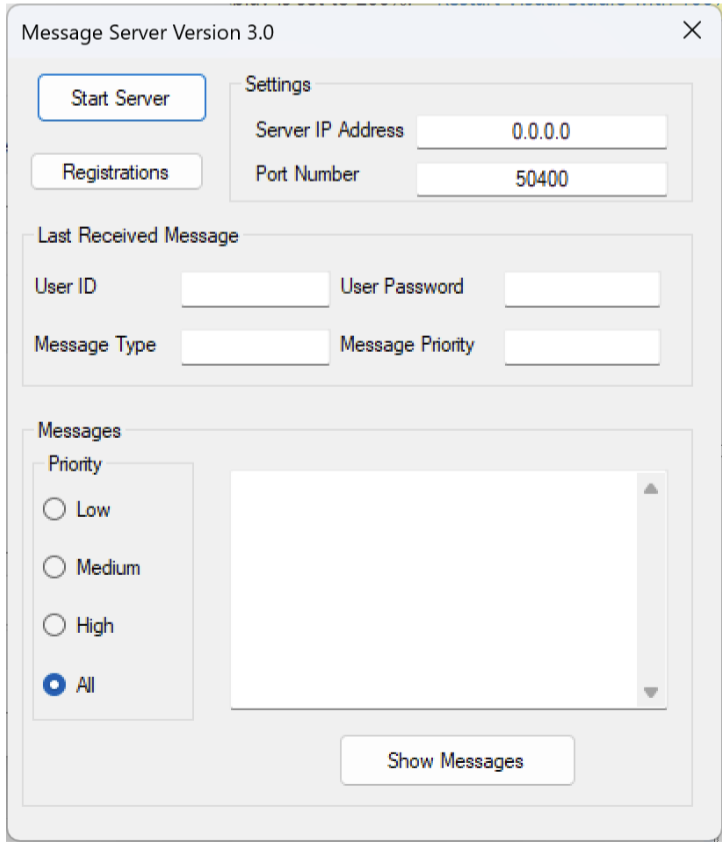 Message Server Version 3.0
Start Server
Registrations
Settings
Server IP Address 0.0.0.0
Port Number 50400
Last Received Message
User ID User Password
Message Type Message Priority
Messages
Priority
Low
Medium
High
All
Show Messages